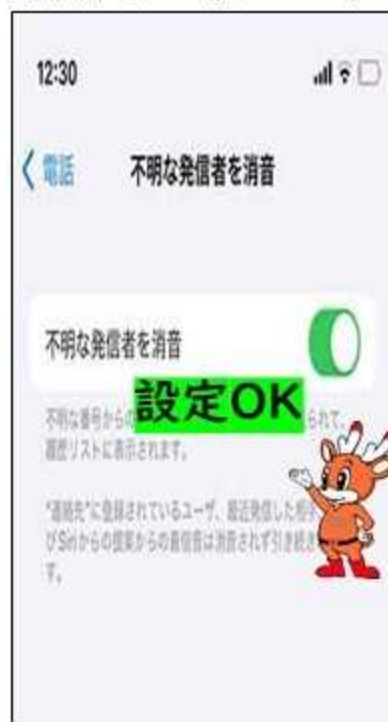 12:30
電話
不明な発信者を消音
不明な発信者を消音
設定OK
不明な番号からの
られて、
履歴リストに表示されます。
"連絡先"に登録されているユーザ、最近発信した相手
びSiriからの提案からの着信音は消音されず引き続き
す。